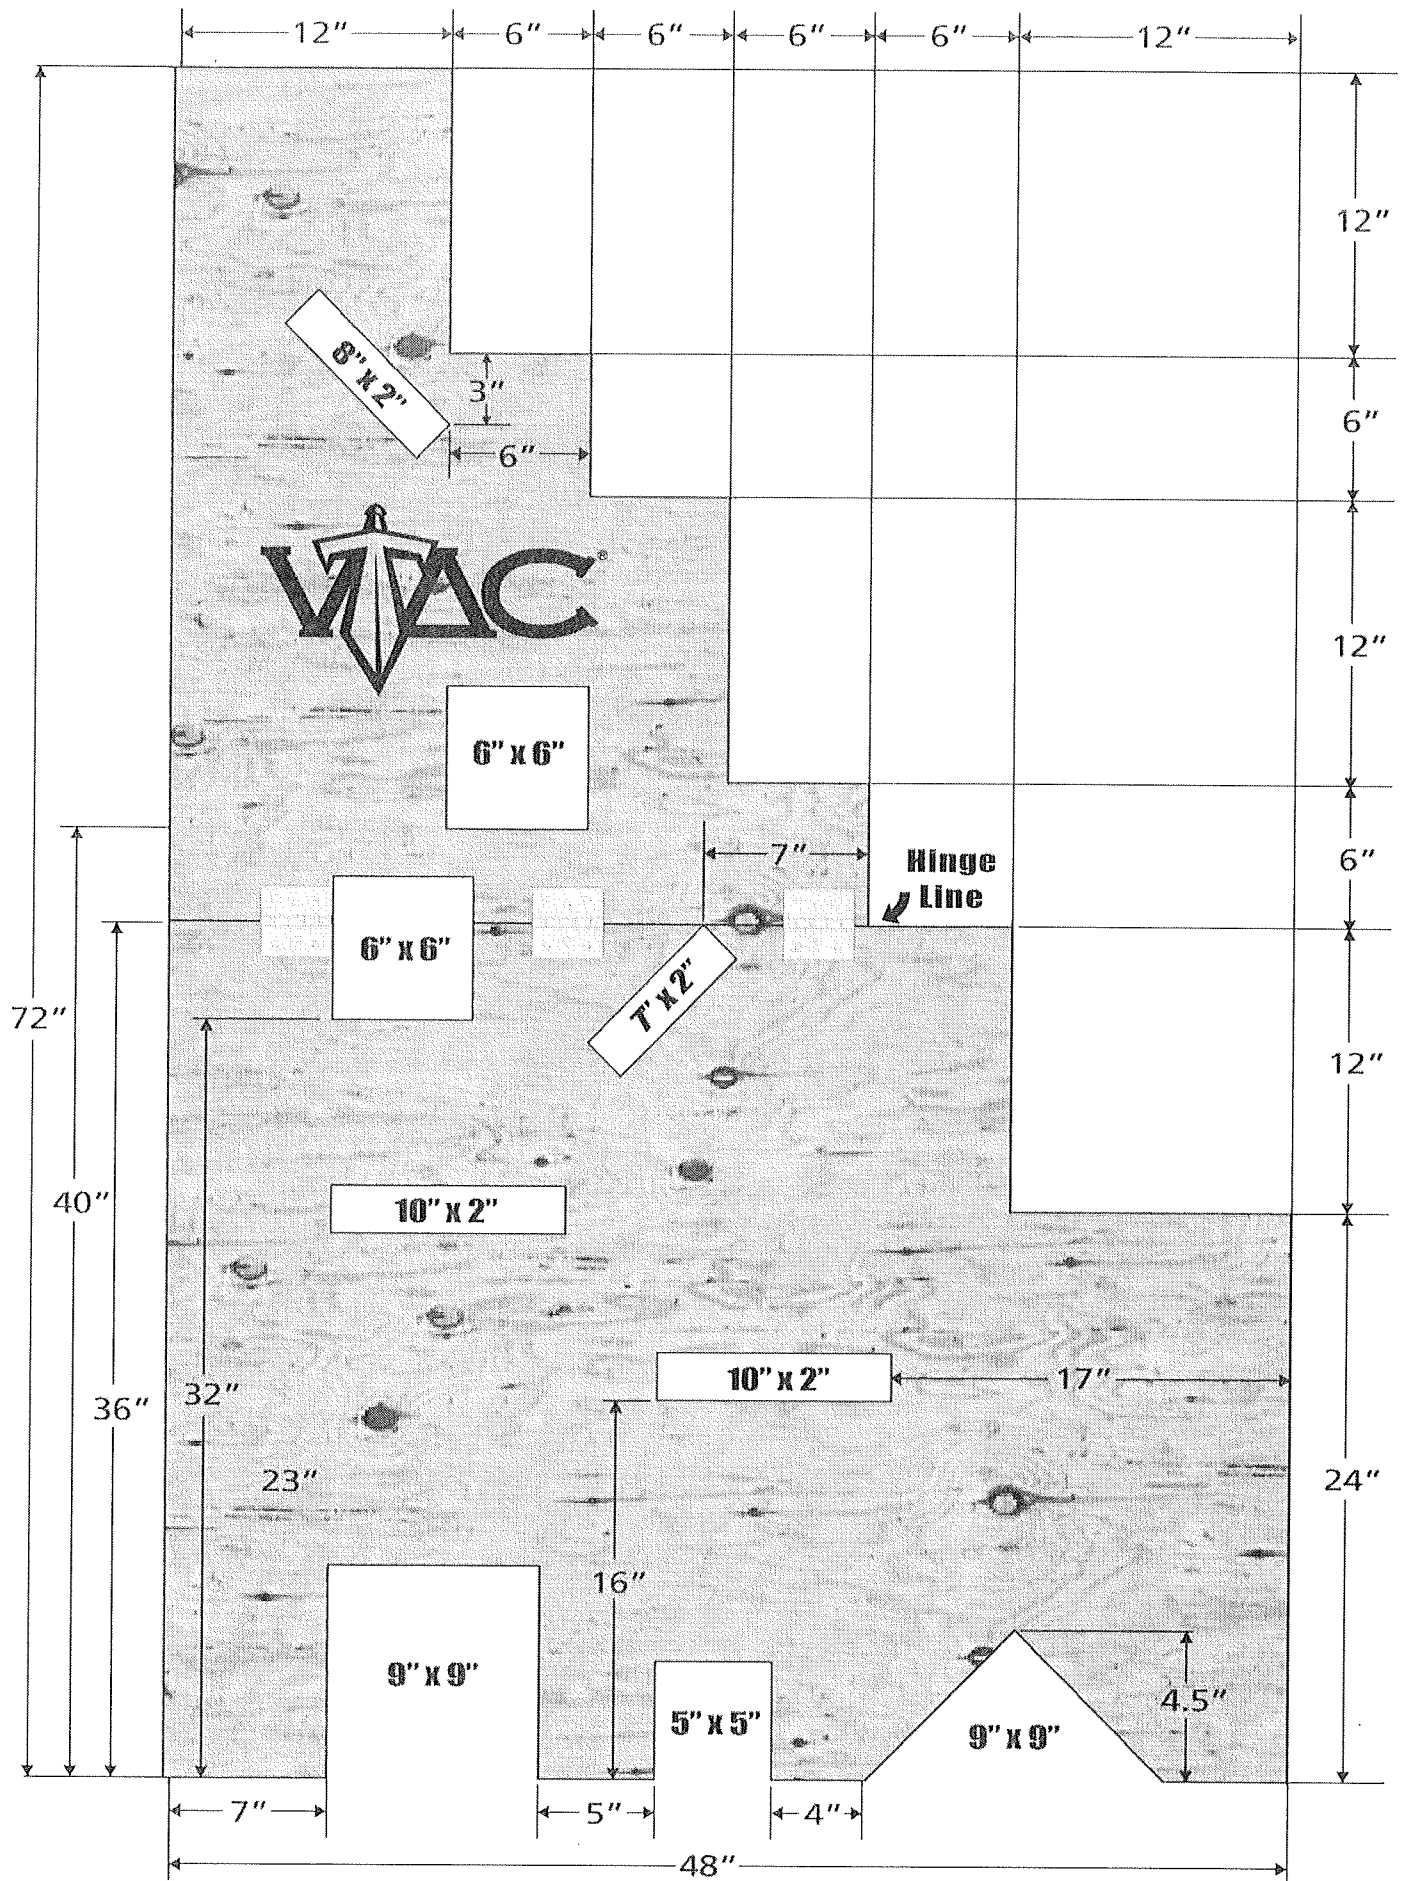 12″
6″
6″
6″
6″
12″
12″
8” x 2”
3″
6″
6″
VTAC®
12″
6” x 6”
7″
Hinge
Line
6″
6” x 6”
7' x 2”
72″
12″
40″
10” x 2”
10” x 2”
17″
36″
32″
23″
24″
16″
9” x 9”
5” x 5”
4.5″
9” x 9”
7″
5″
4″
48″